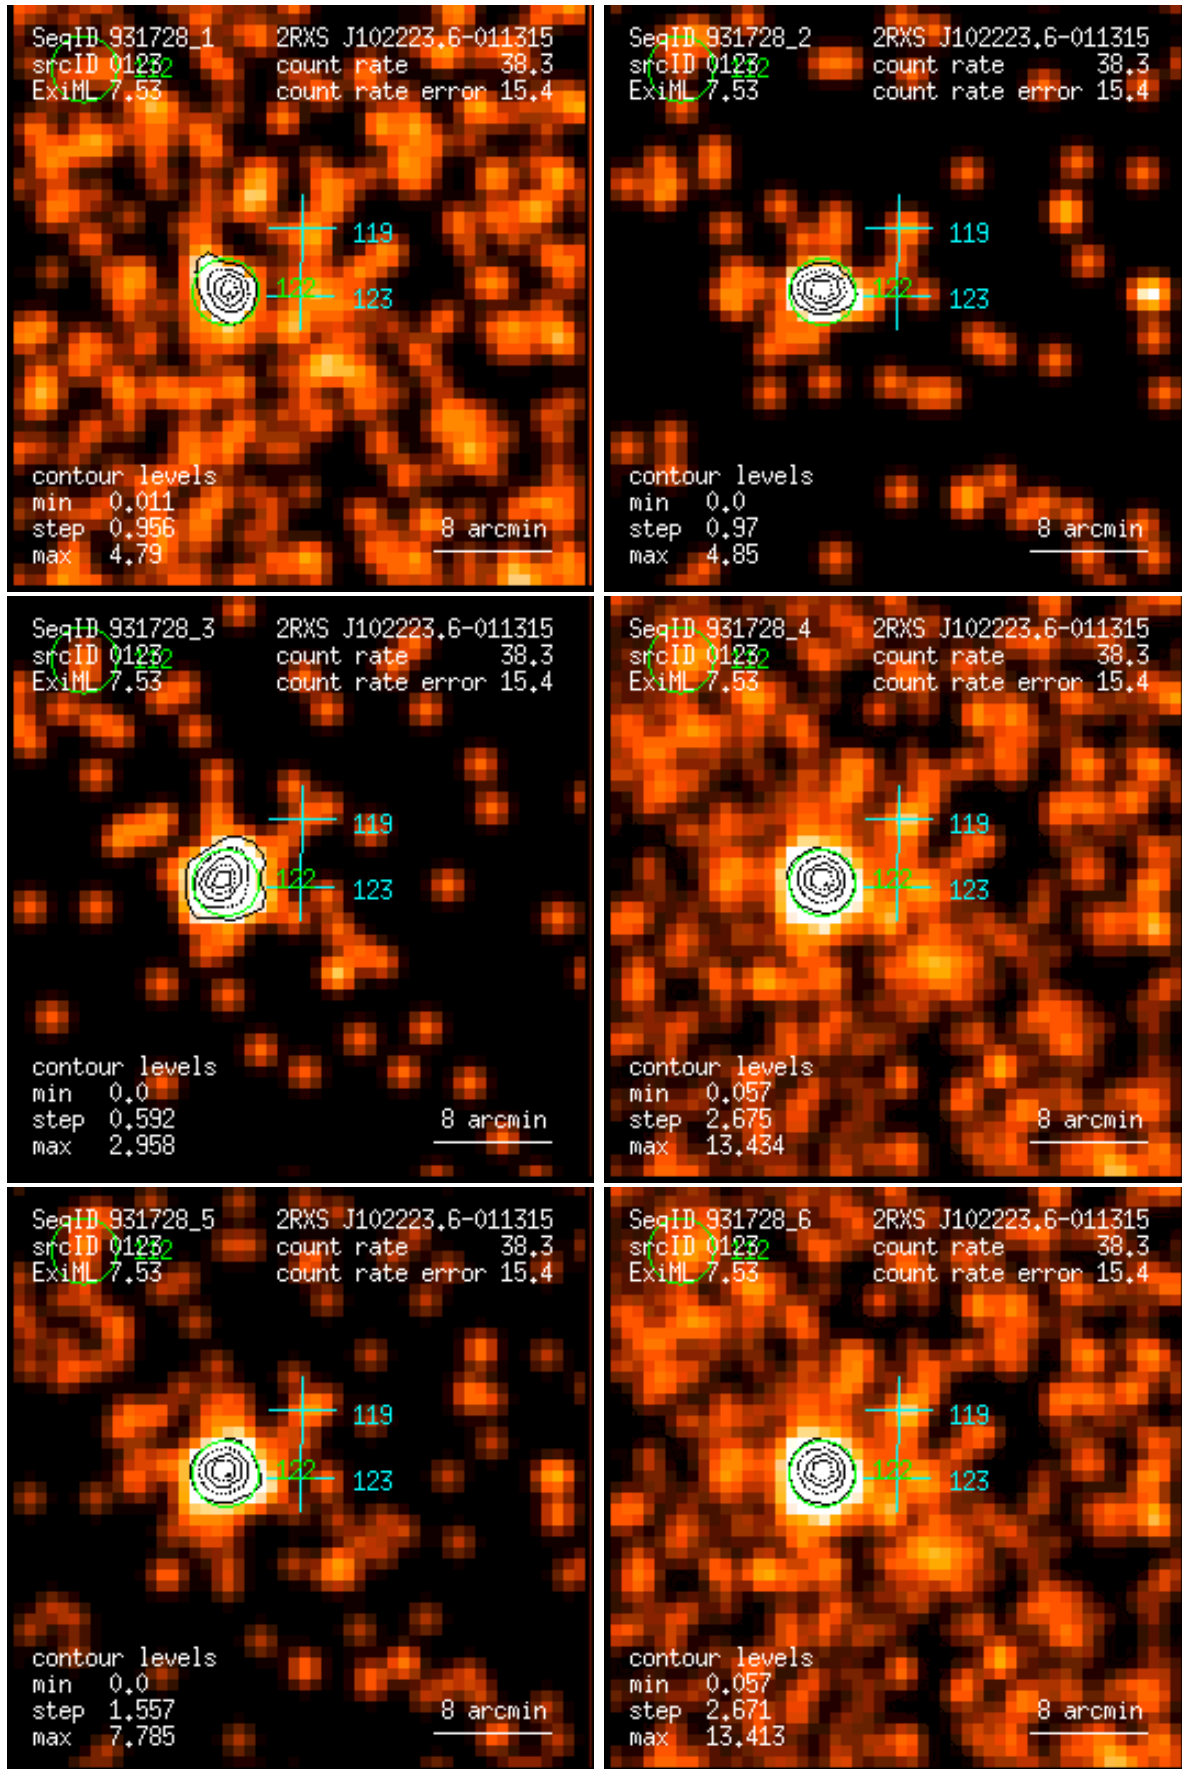 SeqID 931728_1 2RXS J102223.6-011315
srcID 0123 112 count rate 38.3
ExiML 7.53 count rate error 15.4
119
122 123
contour levels
min 0.011
step 0.956 8 arcmin
max 4.79
SeqID 931728_2 2RXS J102223.6-011315
srcID 0123 112 count rate 38.3
ExiML 7.53 count rate error 15.4
119
122 123
contour levels
min 0.0
step 0.97 8 arcmin
max 4.85
SeqID 931728_3 2RXS J102223.6-011315
srcID 0123 112 count rate 38.3
ExiML 7.53 count rate error 15.4
119
122 123
contour levels
min 0.0
step 0.592 8 arcmin
max 2.958
SeqID 931728_4 2RXS J102223.6-011315
srcID 0123 112 count rate 38.3
ExiML 7.53 count rate error 15.4
119
122 123
contour levels
min 0.057
step 2.675 8 arcmin
max 13.434
SeqID 931728_5 2RXS J102223.6-011315
srcID 0123 112 count rate 38.3
ExiML 7.53 count rate error 15.4
119
122 123
contour levels
min 0.0
step 1.557 8 arcmin
max 7.785
SeqID 931728_6 2RXS J102223.6-011315
srcID 0123 112 count rate 38.3
ExiML 7.53 count rate error 15.4
119
122 123
contour levels
min 0.057
step 2.671 8 arcmin
max 13.413